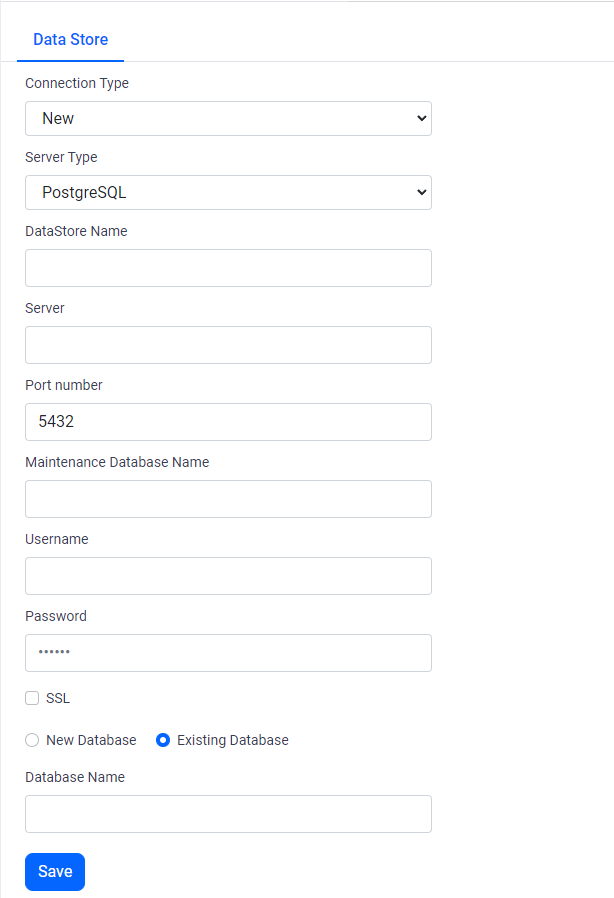 Data Store
Connection Type
New
Server Type
PostgreSQL
DataStore Name
Server
Port number
5432
Maintenance Database Name
Username
Password
••••••
SSL
New Database Existing Database
Database Name
Save